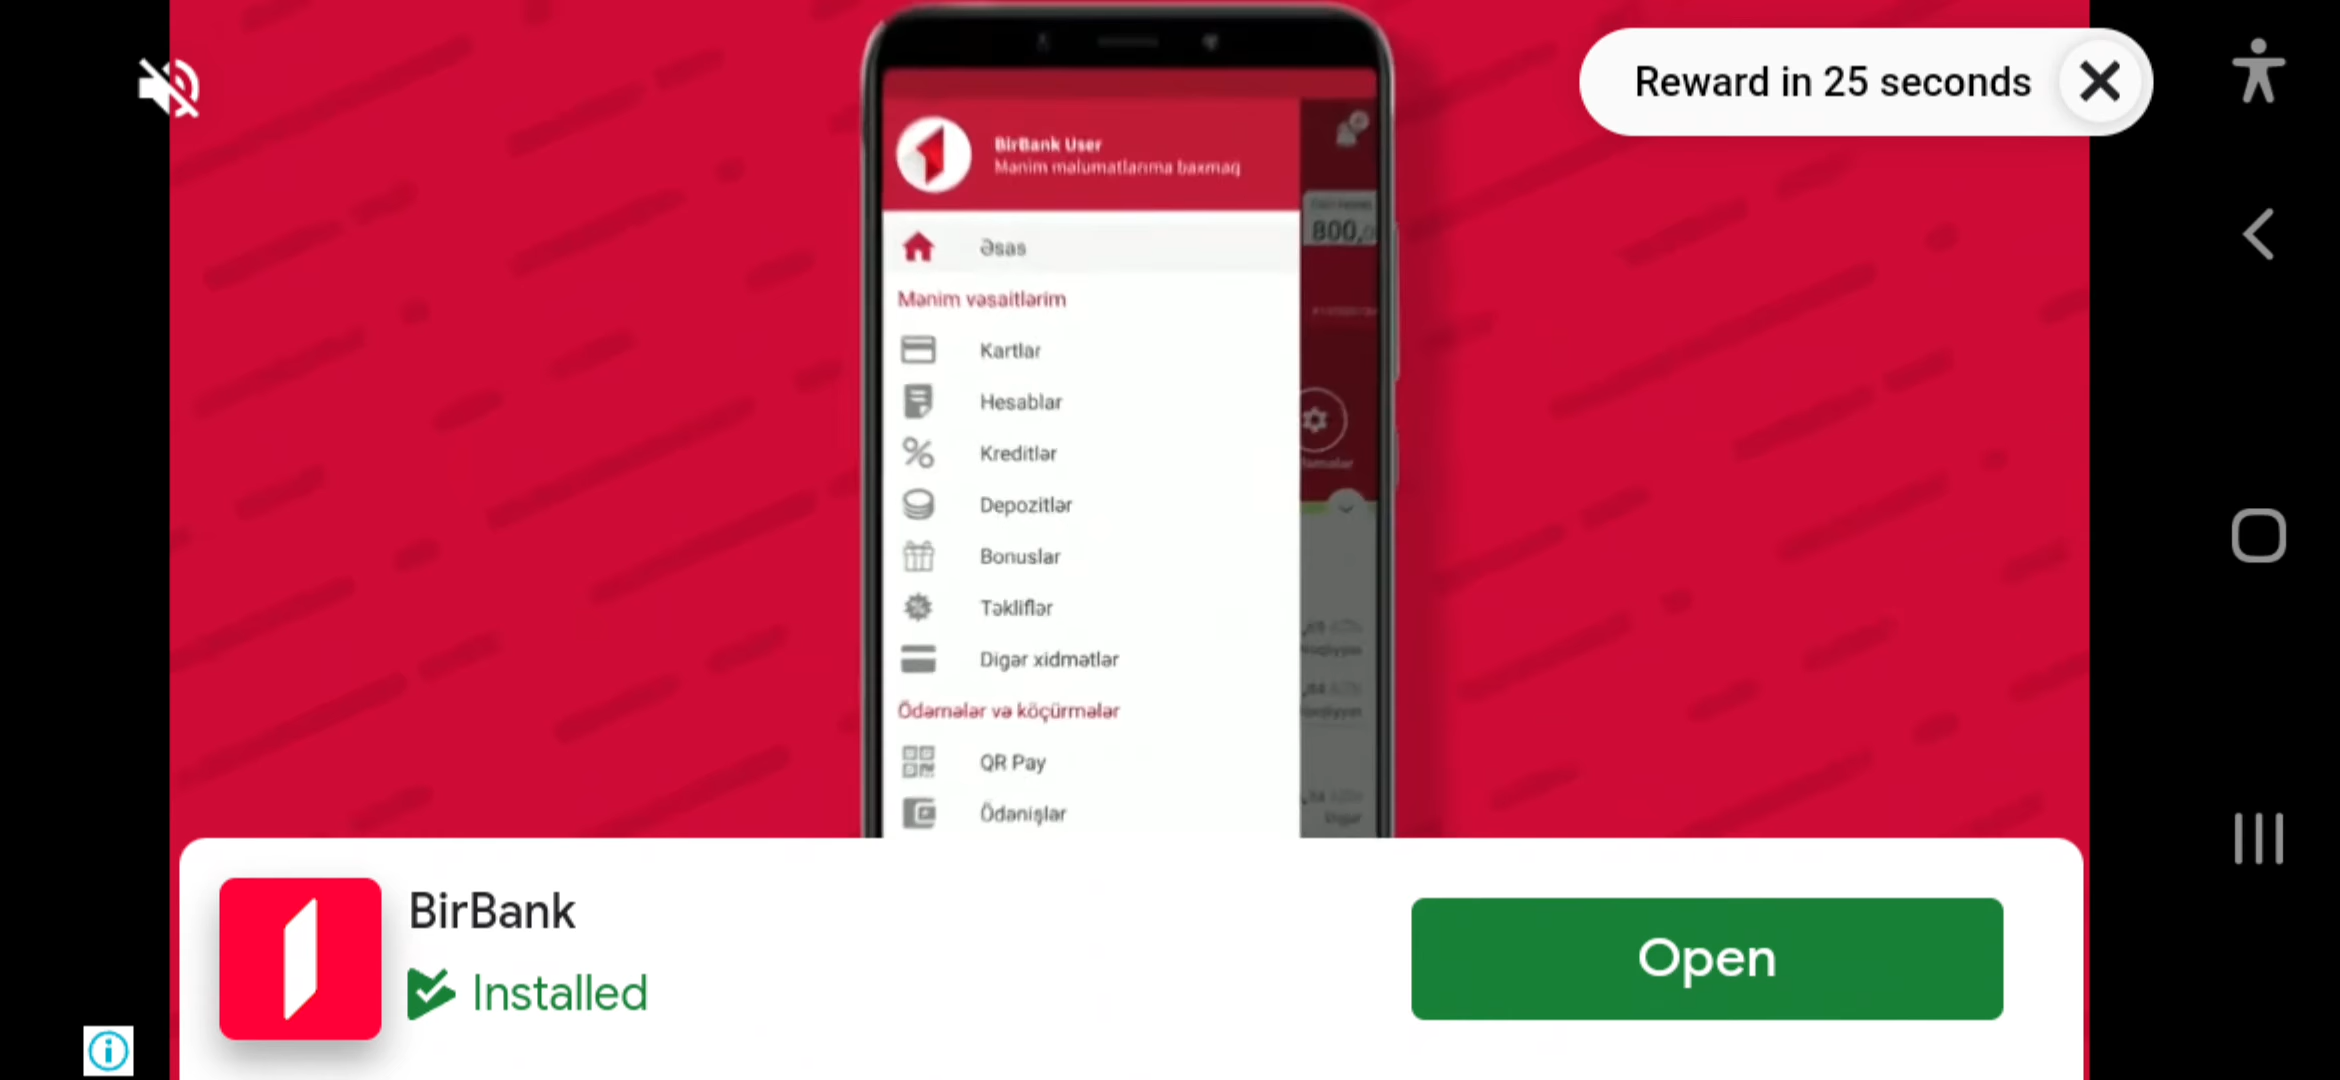 Reward in 25 seconds
BirBank User
Mənim məlumatlarıma baxmaq
800,
Əsas
Mənim vəsaitlərim
Kartlar
Hesablar
Kreditlər
Depozitlər
Bonuslar
Təkliflər
Digər xidmətlər
Ödəmələr və köçürmələr
QR Pay
Ödənişlər
BirBank
Installed
Open